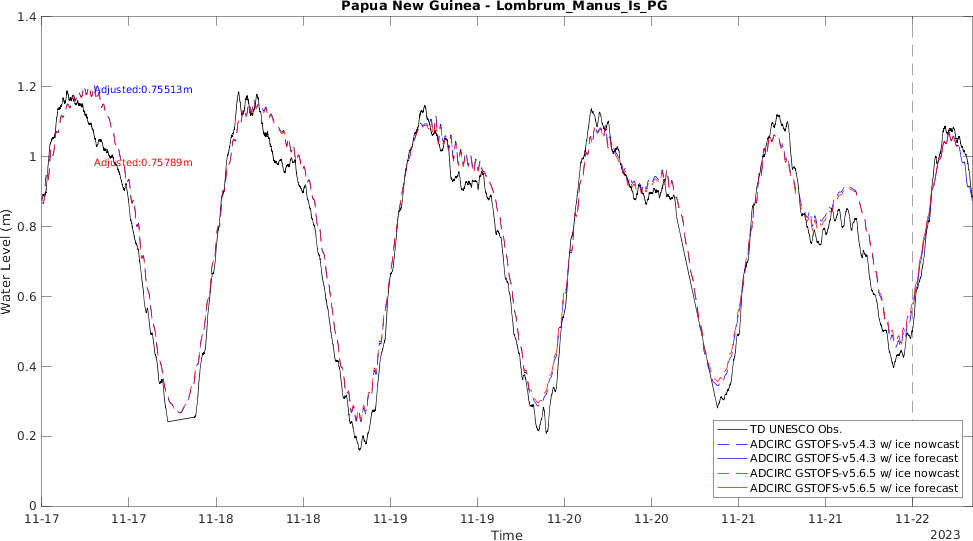 Papua New Guinea - Lombrum_Manus_Is_PG
1.4
1.2
1
0.8
0.6
0.4
0.2
0
Water Level (m)
Adjusted:0.75513m
Adjusted:0.75789m
TD UNESCO Obs.
ADCIRC GSTOFS-v5.4.3 w/ ice nowcast
ADCIRC GSTOFS-v5.4.3 w/ ice forecast
ADCIRC GSTOFS-v5.6.5 w/ ice nowcast
ADCIRC GSTOFS-v5.6.5 w/ ice forecast
11-17 11-17 11-18 11-18 11-19 11-19 11-20 11-20 11-21 11-21 11-22
Time
2023